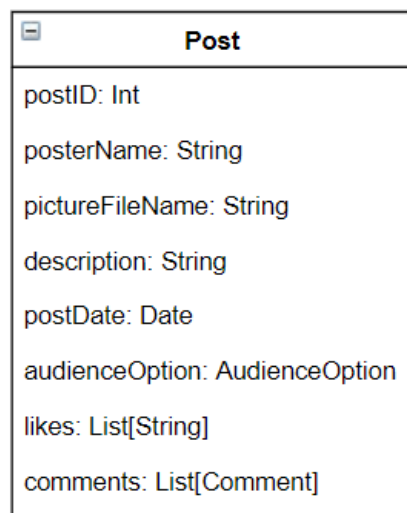 Post
postID: Int
posterName: String
pictureFileName: String
description: String
postDate: Date
audienceOption: AudienceOption
likes: List[String]
comments: List[Comment]